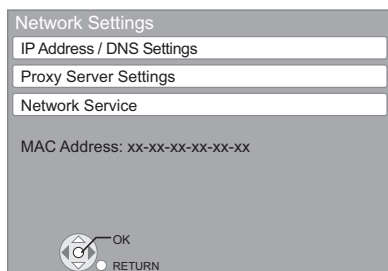 Network Settings
IP Address / DNS Settings
Proxy Server Settings
Network Service
MAC Address: xx-xx-xx-xx-xx-xx
OK
RETURN